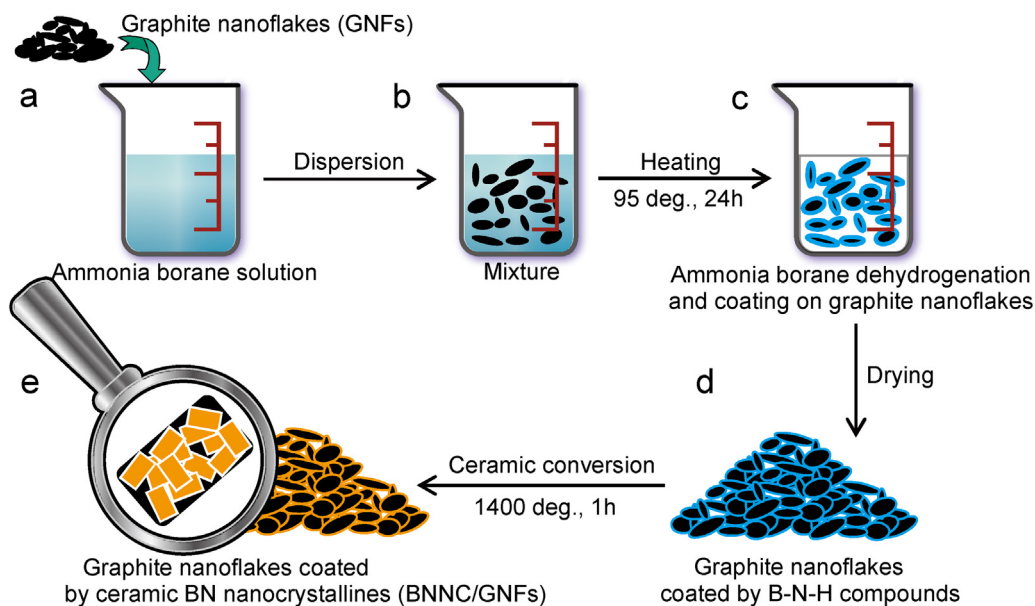 Graphite nanoflakes (GNFs)
a
b
c
Dispersion
Heating
95 deg., 24h
Ammonia borane solution
Mixture
Ammonia borane dehydrogenation
and coating on graphite nanoflakes
Drying
d
Graphite nanoflakes
coated by B-N-H compounds
Ceramic conversion
1400 deg., 1h
e
Graphite nanoflakes coated
by ceramic BN nanocrystallines (BNNC/GNFs)